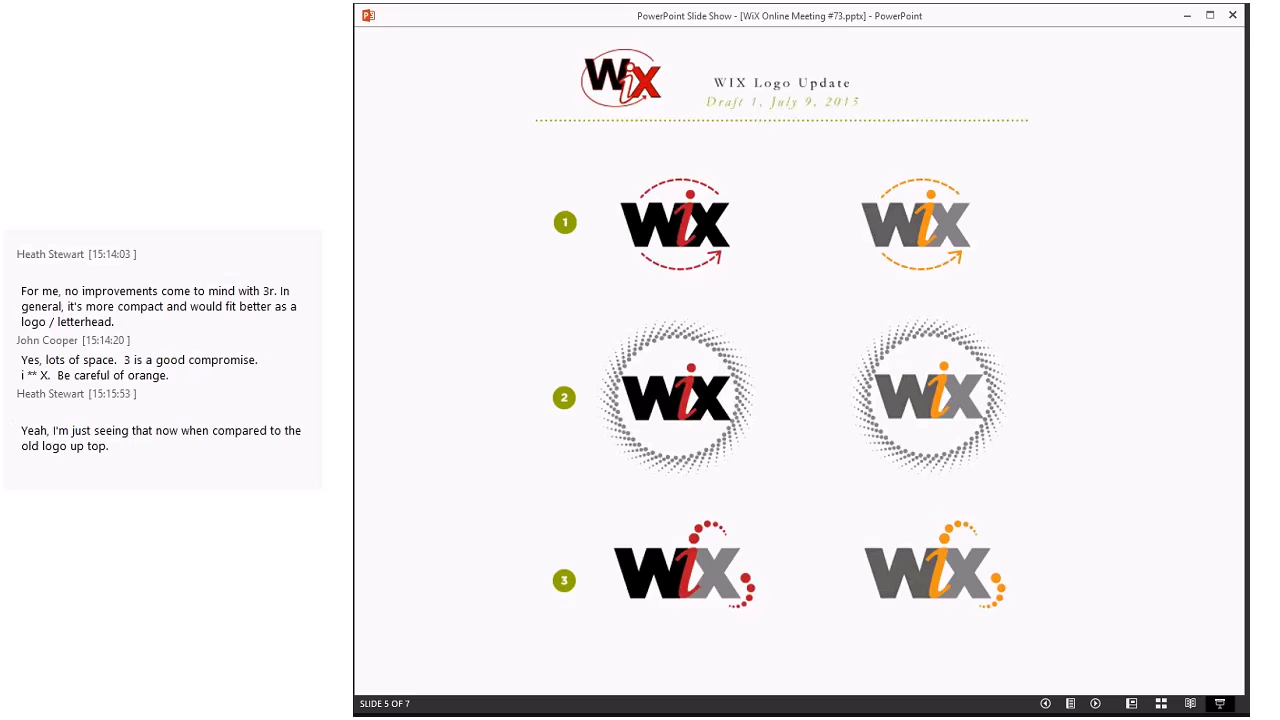 Heath Stewart [15:14:03 ]
For me, no improvements come to mind with 3r. In
general, it's more compact and would fit better as a
logo / letterhead.
John Cooper [15:14:20 ]
Yes, lots of space.  3 is a good compromise.
i ** X.  Be careful of orange.
Heath Stewart [15:15:53 ]
Yeah, I'm just seeing that now when compared to the
old logo up top.
PowerPoint Slide Show - [WiX Online Meeting #73.pptx] - PowerPoint
WiX
WIX Logo Update
Draft 1, July 9, 2015
1
WiX
WiX
2
WiX
WiX
3
WiX
WiX
SLIDE 5 OF 7